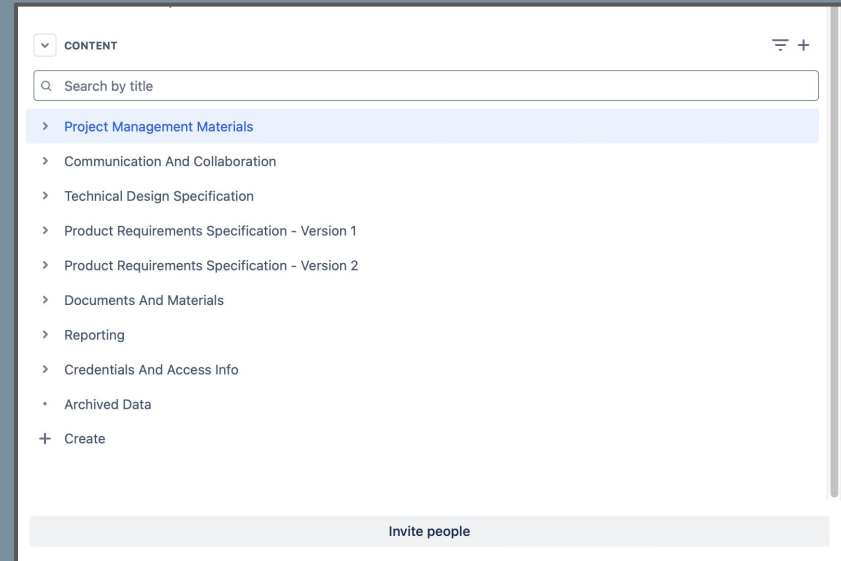 CONTENT
Search by title
Project Management Materials
Communication And Collaboration
Technical Design Specification
Product Requirements Specification - Version 1
Product Requirements Specification - Version 2
Documents And Materials
Reporting
Credentials And Access Info
Archived Data
Create
Invite people